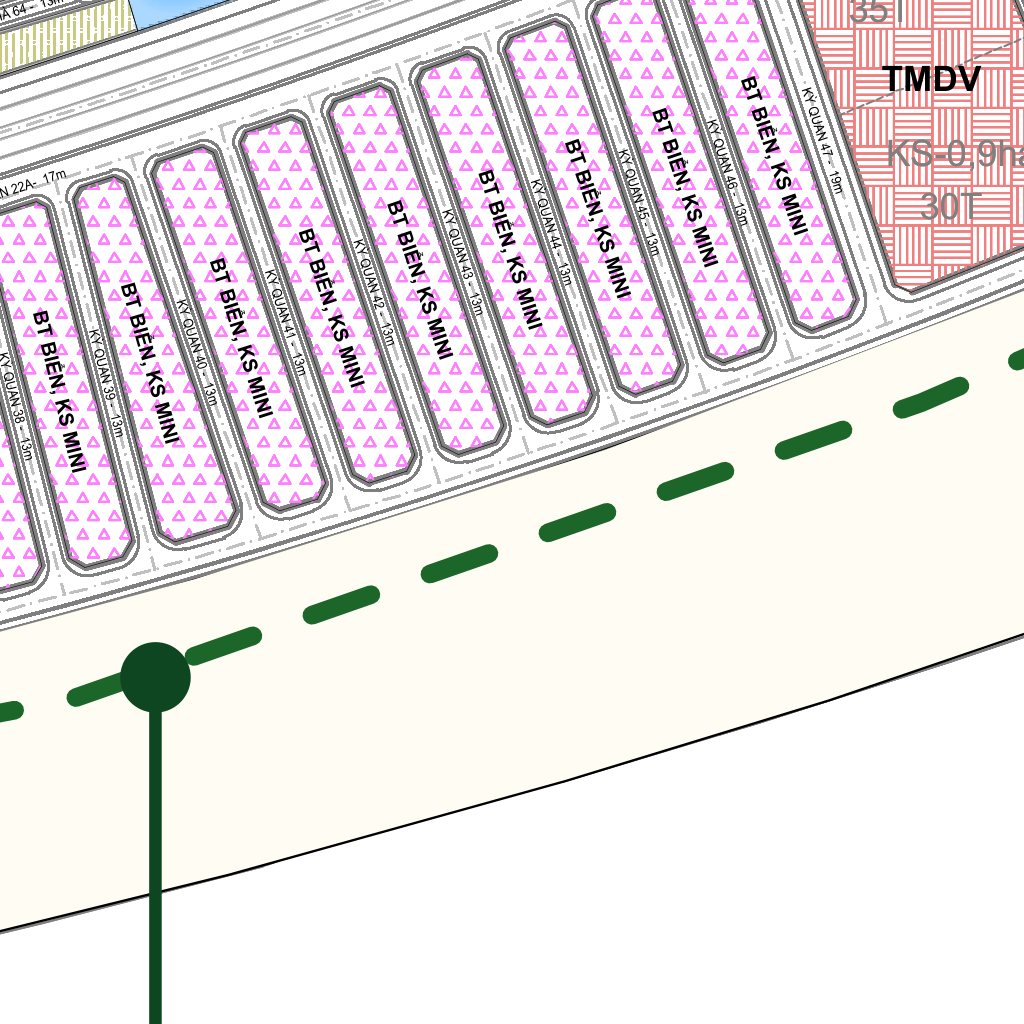 35T
TMDV
KS-0,9ha
30T
17m
BT BIỂN, KS MINI
KỲ QUAN 38 - 13m
BT BIỂN, KS MINI
KỲ QUAN 39 - 13m
BT BIỂN, KS MINI
KỲ QUAN 40 - 13m
BT BIỂN, KS MINI
KỲ QUAN 41 - 13m
BT BIỂN, KS MINI
KỲ QUAN 42 - 13m
BT BIỂN, KS MINI
KỲ QUAN 43 - 13m
BT BIỂN, KS MINI
KỲ QUAN 44 - 13m
BT BIỂN, KS MINI
KỲ QUAN 45 - 13m
BT BIỂN, KS MINI
KỲ QUAN 46 - 13m
KỲ QUAN 47 - 19m